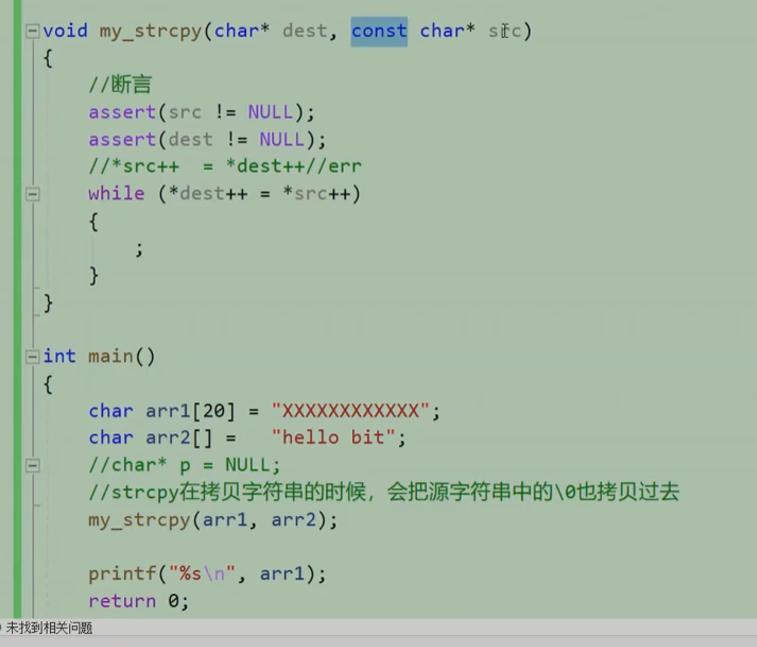 void my_strcpy(char* dest, const char* src)
{
//断言
assert(src != NULL);
assert(dest != NULL);
//*src++  = *dest++//err
while (*dest++ = *src++)
{
;
}
}
int main()
{
char arr1[20] = "XXXXXXXXXXXX";
char arr2[] =   "hello bit";
//char* p = NULL;
//strcpy在拷贝字符串的时候，会把源字符串中的\0也拷贝过去
my_strcpy(arr1, arr2);
printf("%s\n", arr1);
return 0;
未找到相关问题